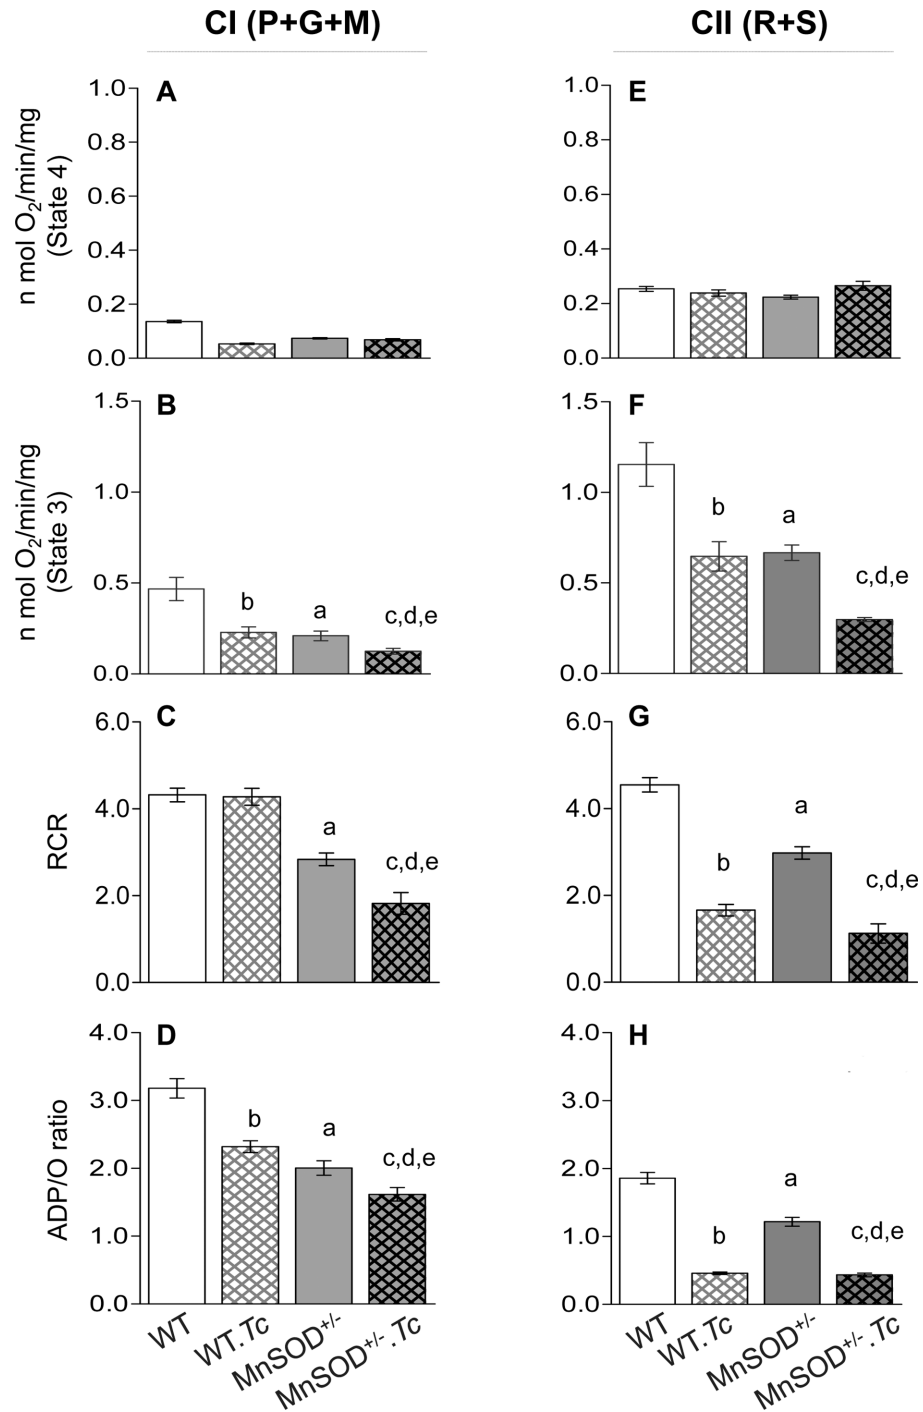 CI (P+G+M)
CII (R+S)
A
n mol O₂/min/mg
(State 4)
1.0
0.8
0.6
0.4
0.2
0.0
E
1.0
0.8
0.6
0.4
0.2
0.0
B
n mol O₂/min/mg
(State 3)
1.5
1.0
0.5
0.0
b
a
c,d,e
F
1.5
1.0
0.5
0.0
b
a
c,d,e
C
RCR
6.0
4.0
2.0
0.0
a
c,d,e
G
6.0
4.0
2.0
0.0
b
a
c,d,e
D
ADP/O ratio
4.0
3.0
2.0
1.0
0.0
b
a
c,d,e
WT
WT.Tc
MnSOD⁺/⁻
MnSOD⁺/⁻.Tc
H
4.0
3.0
2.0
1.0
0.0
b
a
c,d,e
WT
WT.Tc
MnSOD⁺/⁻
MnSOD⁺/⁻.Tc